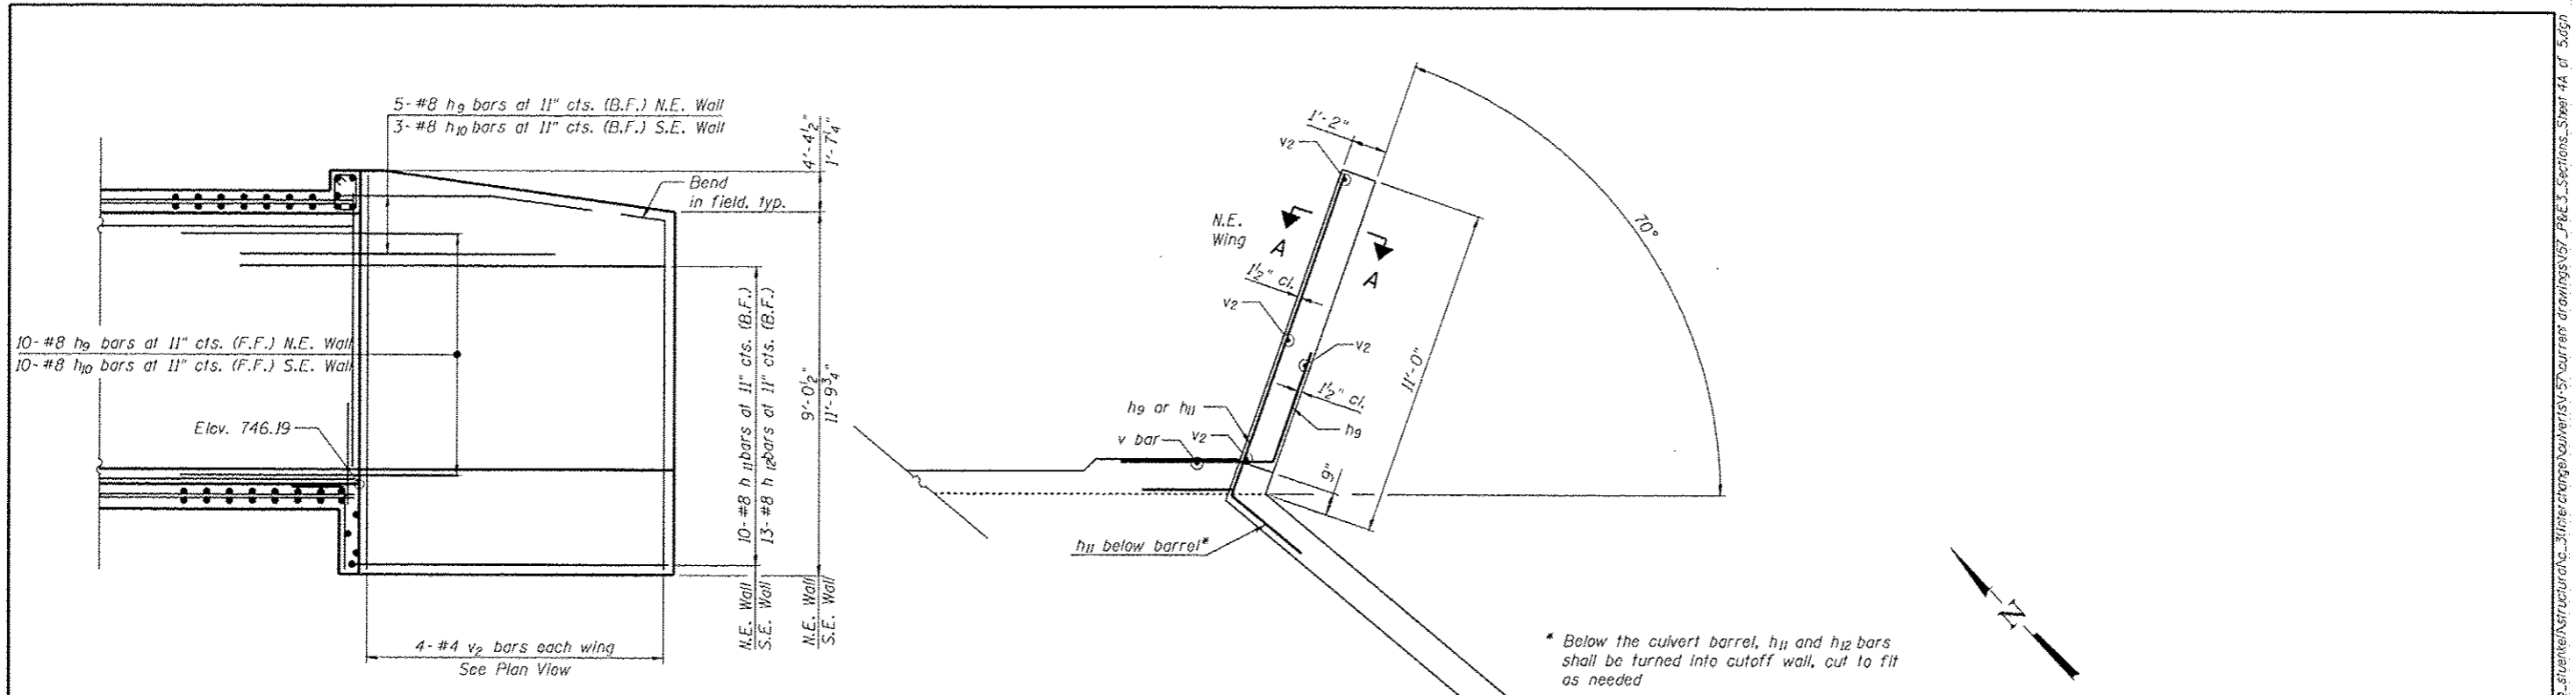 5-#8 h9 bars at 11" cts. (B.F.) N.E. Wall
3-#8 h10 bars at 11" cts. (B.F.) S.E. Wall
4'-4½"
1'-7¼"
Bend
in field, typ.
10-#8 h9 bars at 11" cts. (F.F.) N.E. Wall
10-#8 h10 bars at 11" cts. (F.F.) S.E. Wall
Elev. 746.19
10-#8 h11 bars at 11" cts. (B.F.)
13-#8 h12 bars at 11" cts. (B.F.)
N.E. Wall
S.E. Wall
9'-0½"
11'-9¾"
N.E. Wall
S.E. Wall
4-#4 v2 bars each wing
See Plan View
1'-2"
v2
N.E.
Wing
A
A
70°
1½" cl.
v2
v2
11'-0"
1½" cl.
h9 or h11
h9
v bar
v2
9"
h11 below barrel*
N
* Below the culvert barrel, h11 and h12 bars
shall be turned into cutoff wall, cut to fit
as needed